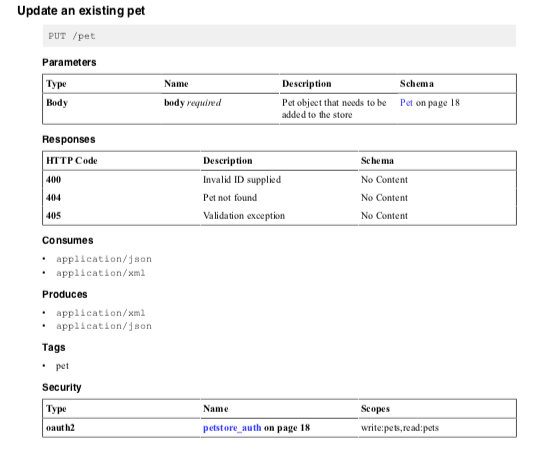 Update an existing pet
PUT /pet
Parameters
Type Name Description Schema
Body body required Pet object that needs to be added to the store Pet on page 18
Responses
HTTP Code Description Schema
400 Invalid ID supplied No Content
404 Pet not found No Content
405 Validation exception No Content
Consumes
• application/json
• application/xml
Produces
• application/xml
• application/json
Tags
• pet
Security
Type Name Scopes
oauth2 petstore_auth on page 18 write:pets,read:pets